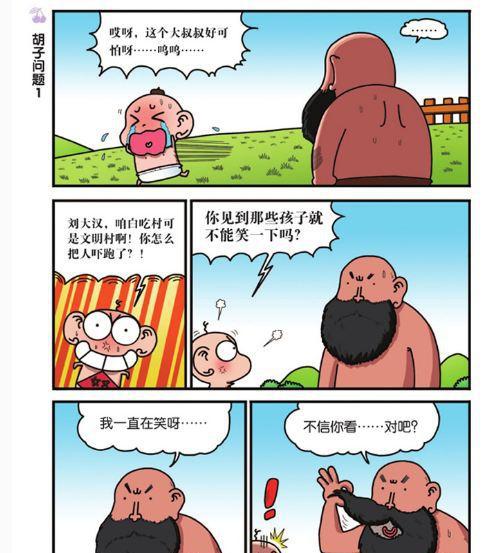 胡子问题1
哎呀，这个大叔叔好可
怕呀……呜呜……
……
刘大汉，咱白吃村可
是文明村啊！你怎么
把人吓跑了？！
你见到那些孩子就
不能笑一下吗？
我一直在笑呀……
不信你看……对吧？
！